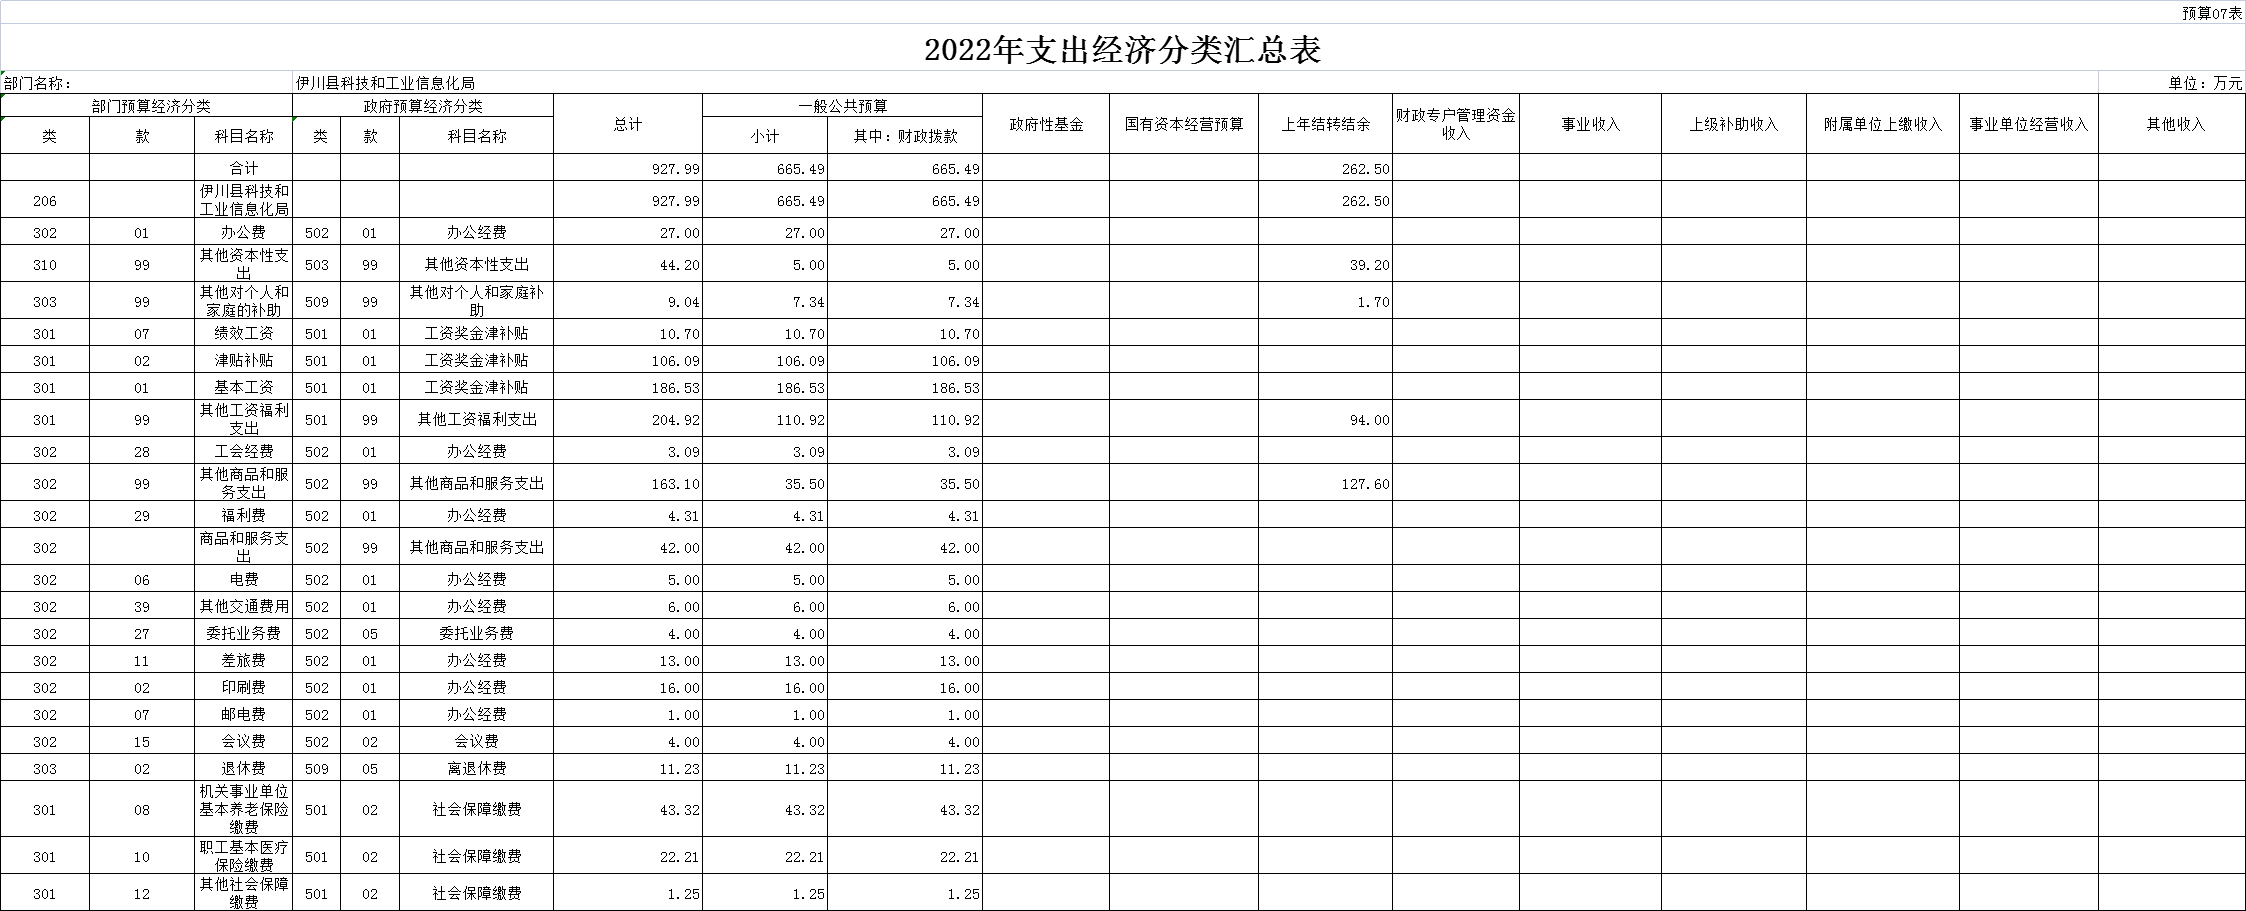 预算07表
2022年支出经济分类汇总表
部门名称： 伊川县科技和工业信息化局 单位：万元
部门预算经济分类 政府预算经济分类 总计 一般公共预算 政府性基金 国有资本经营预算 上年结转结余 财政专户管理资金收入 事业收入 上级补助收入 附属单位上缴收入 事业单位经营收入 其他收入
类 款 科目名称 类 款 科目名称 小计 其中：财政拨款
合计 927.99 665.49 665.49 262.50
206 伊川县科技和工业信息化局 927.99 665.49 665.49 262.50
302 01 办公费 502 01 办公经费 27.00 27.00 27.00
310 99 其他资本性支出 503 99 其他资本性支出 44.20 5.00 5.00 39.20
303 99 其他对个人和家庭的补助 509 99 其他对个人和家庭补助 9.04 7.34 7.34 1.70
301 07 绩效工资 501 01 工资奖金津补贴 10.70 10.70 10.70
301 02 津贴补贴 501 01 工资奖金津补贴 106.09 106.09 106.09
301 01 基本工资 501 01 工资奖金津补贴 186.53 186.53 186.53
301 99 其他工资福利支出 501 99 其他工资福利支出 204.92 110.92 110.92 94.00
302 28 工会经费 502 01 办公经费 3.09 3.09 3.09
302 99 其他商品和服务支出 502 99 其他商品和服务支出 163.10 35.50 35.50 127.60
302 29 福利费 502 01 办公经费 4.31 4.31 4.31
302 商品和服务支出 502 99 其他商品和服务支出 42.00 42.00 42.00
302 06 电费 502 01 办公经费 5.00 5.00 5.00
302 39 其他交通费用 502 01 办公经费 6.00 6.00 6.00
302 27 委托业务费 502 05 委托业务费 4.00 4.00 4.00
302 11 差旅费 502 01 办公经费 13.00 13.00 13.00
302 02 印刷费 502 01 办公经费 16.00 16.00 16.00
302 07 邮电费 502 01 办公经费 1.00 1.00 1.00
302 15 会议费 502 02 会议费 4.00 4.00 4.00
303 02 退休费 509 05 离退休费 11.23 11.23 11.23
301 08 机关事业单位基本养老保险缴费 501 02 社会保障缴费 43.32 43.32 43.32
301 10 职工基本医疗保险缴费 501 02 社会保障缴费 22.21 22.21 22.21
301 12 其他社会保障缴费 501 02 社会保障缴费 1.25 1.25 1.25